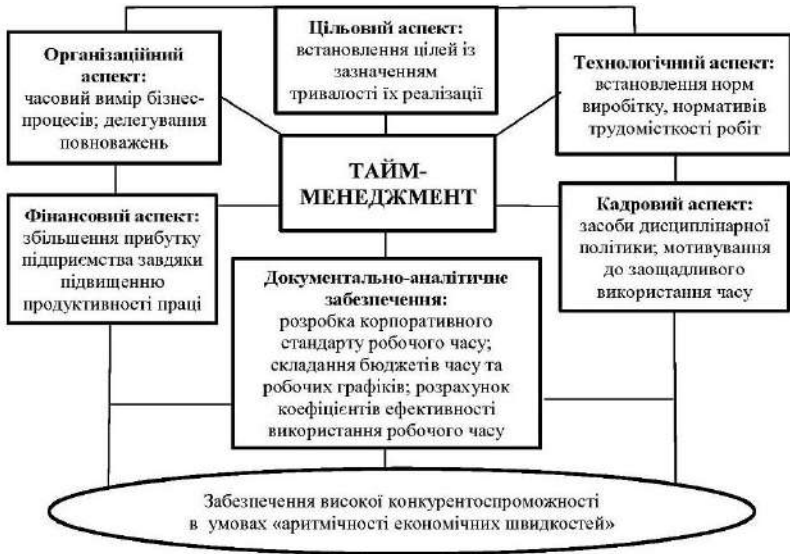 Організаційний
аспект:
часовий вимір бізнес-
процесів; делегування
повноважень
Цільовий аспект:
встановлення цілей із
зазначенням
тривалості їх реалізації
Технологічний аспект:
встановлення норм
виробітку, нормативів
трудомісткості робіт
ТАЙМ-
МЕНЕДЖМЕНТ
Фінансовий аспект:
збільшення прибутку
підприємства завдяки
підвищенню
продуктивності праці
Кадровий аспект:
засоби дисциплінарної
політики; мотивування
до заощадливого
використання часу
Документально-аналітичне
забезпечення:
розробка корпоративного
стандарту робочого часу;
складання бюджетів часу та
робочих графіків; розрахунок
коефіцієнтів ефективності
використання робочого часу
Забезпечення високої конкурентоспроможності
в умовах «аритмічності економічних швидкостей»